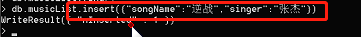 > db.musicList.insert({"songName":"逆战","singer":"张杰"})
WriteResult({ "nInserted" : 1 })
>